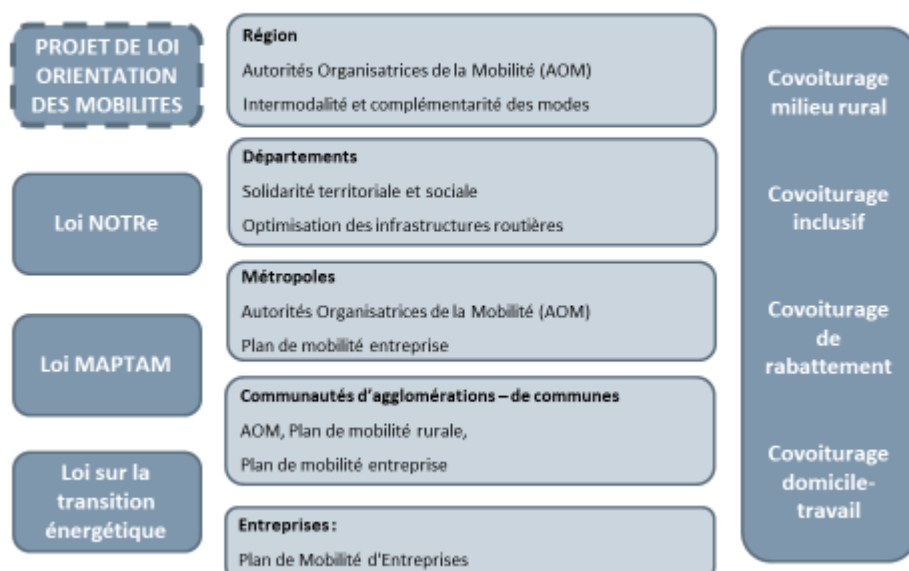 PROJET DE LOI
ORIENTATION
DES MOBILITES
Loi NOTRe
Loi MAPTAM
Loi sur la
transition
énergétique
Région
Autorités Organisatrices de la Mobilité (AOM)
Intermodalité et complémentarité des modes
Départements
Solidarité territoriale et sociale
Optimisation des infrastructures routières
Métropoles
Autorités Organisatrices de la Mobilité (AOM)
Plan de mobilité entreprise
Communautés d'agglomérations – de communes
AOM, Plan de mobilité rurale,
Plan de mobilité entreprise
Entreprises :
Plan de Mobilité d'Entreprises
Covoiturage
milieu rural
Covoiturage
inclusif
Covoiturage
de
rabattement
Covoiturage
domicile-
travail